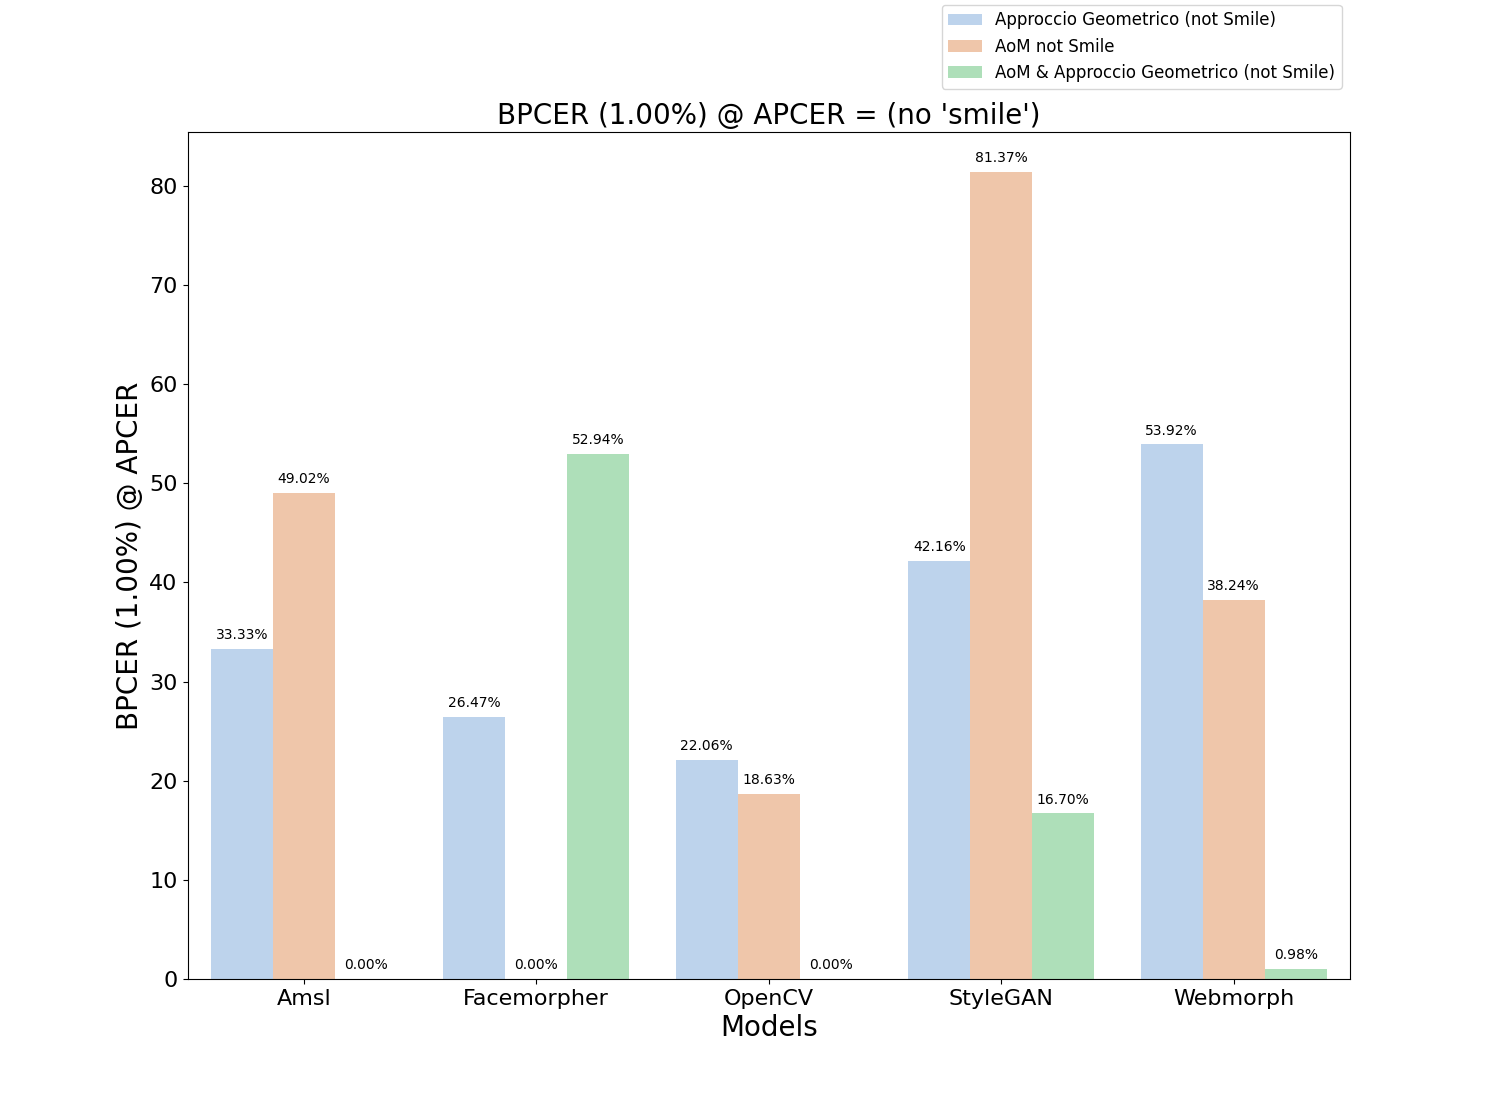 Approccio Geometrico (not Smile)
AoM not Smile
AoM & Approccio Geometrico (not Smile)
BPCER (1.00%) @ APCER = (no 'smile')
BPCER (1.00%) @ APCER
80
70
60
50
40
30
20
10
0
33.33%
49.02%
0.00%
26.47%
0.00%
52.94%
22.06%
18.63%
0.00%
42.16%
81.37%
16.70%
53.92%
38.24%
0.98%
Amsl
Facemorpher
OpenCV
StyleGAN
Webmorph
Models